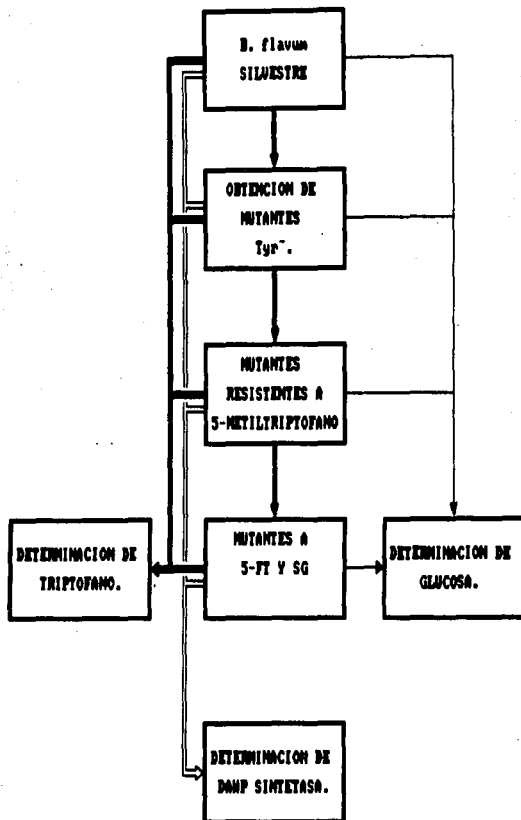 B. flavum
SILVESTRE
OBTENCION DE
MUTANTES
Tyr⁻.
MUTANTES
RESISTENTES A
5-METILTRIPTOFANO
MUTANTES A
5-FT Y SG
DETERMINACION DE
TRIPTOFANO.
DETERMINACION DE
GLUCOSA.
DETERMINACION DE
DAHP SINTETASA.